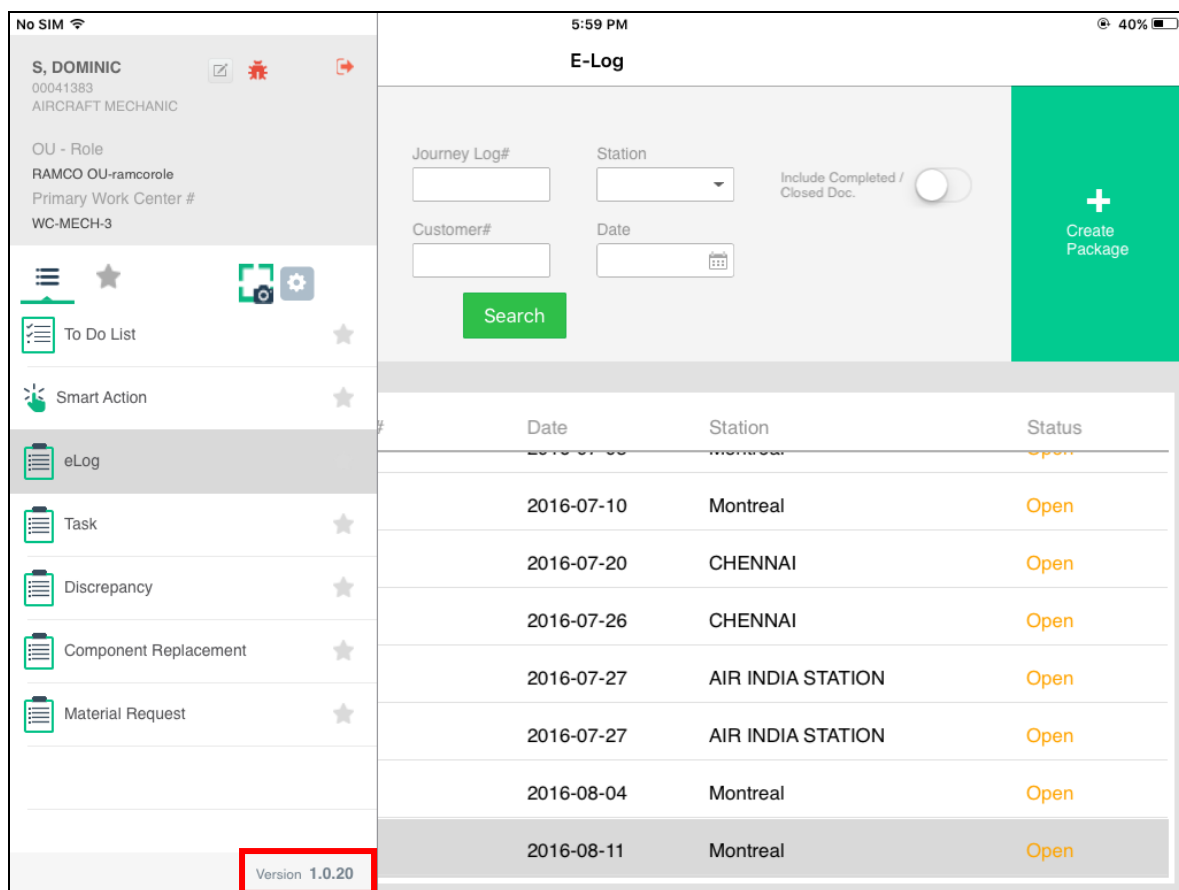 No SIM 5:59 PM 40%
S, DOMINIC
00041383
AIRCRAFT MECHANIC
OU - Role
RAMCO OU-ramcorole
Primary Work Center #
WC-MECH-3
To Do List
Smart Action
eLog
Task
Discrepancy
Component Replacement
Material Request
Version 1.0.20
E-Log
Journey Log#
Station
Include Completed /
Closed Doc.
Customer#
Date
Search
+
Create
Package
# Date Station Status
Montreal Open
2016-07-10 Montreal Open
2016-07-20 CHENNAI Open
2016-07-26 CHENNAI Open
2016-07-27 AIR INDIA STATION Open
2016-07-27 AIR INDIA STATION Open
2016-08-04 Montreal Open
2016-08-11 Montreal Open